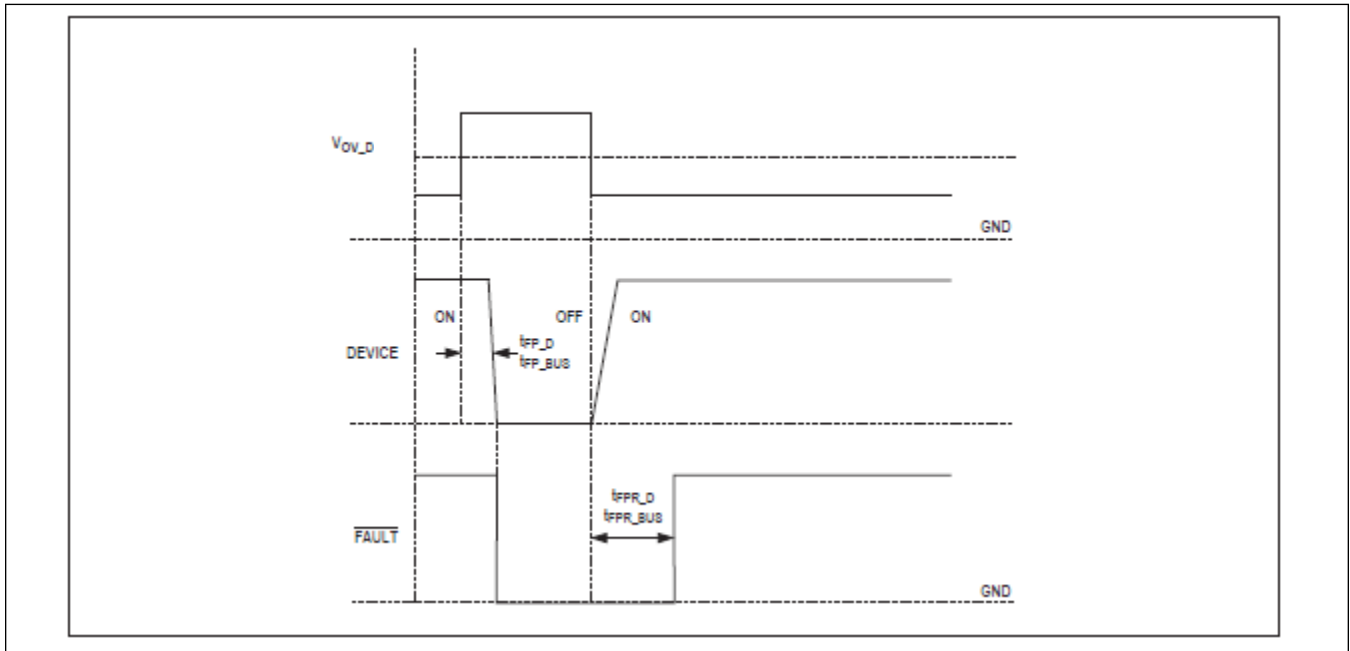 VOV_D
GND
ON
OFF
ON
DEVICE
tFP_D
tFP_BUS
tFPR_D
tFPR_BUS
FAULT
GND